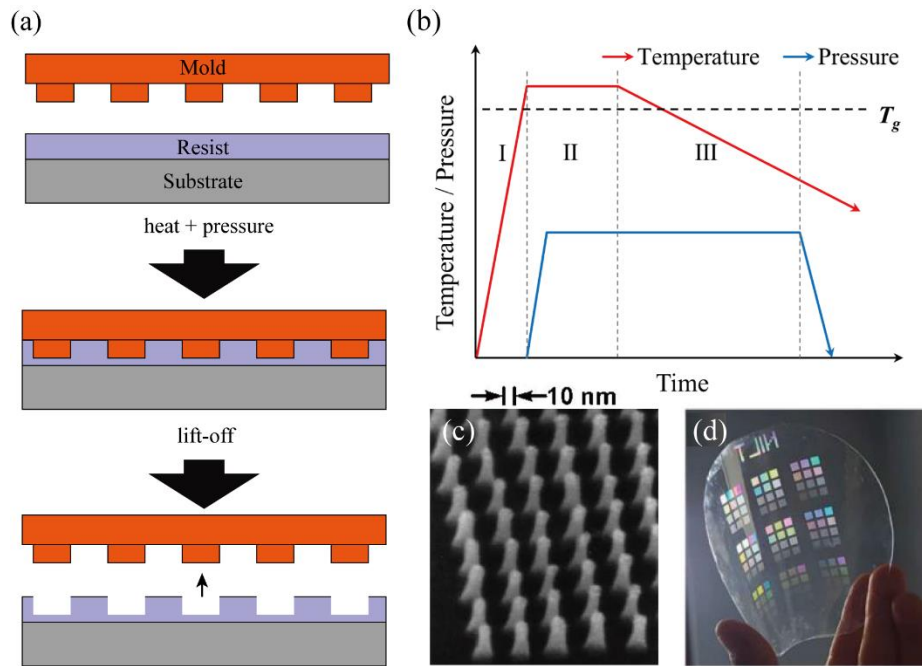 (a)
Mold
Resist
Substrate
heat + pressure
lift-off
(b)
Temperature
Pressure
T_g
I
II
III
Temperature / Pressure
Time
10 nm
(c)
(d)
NIL T